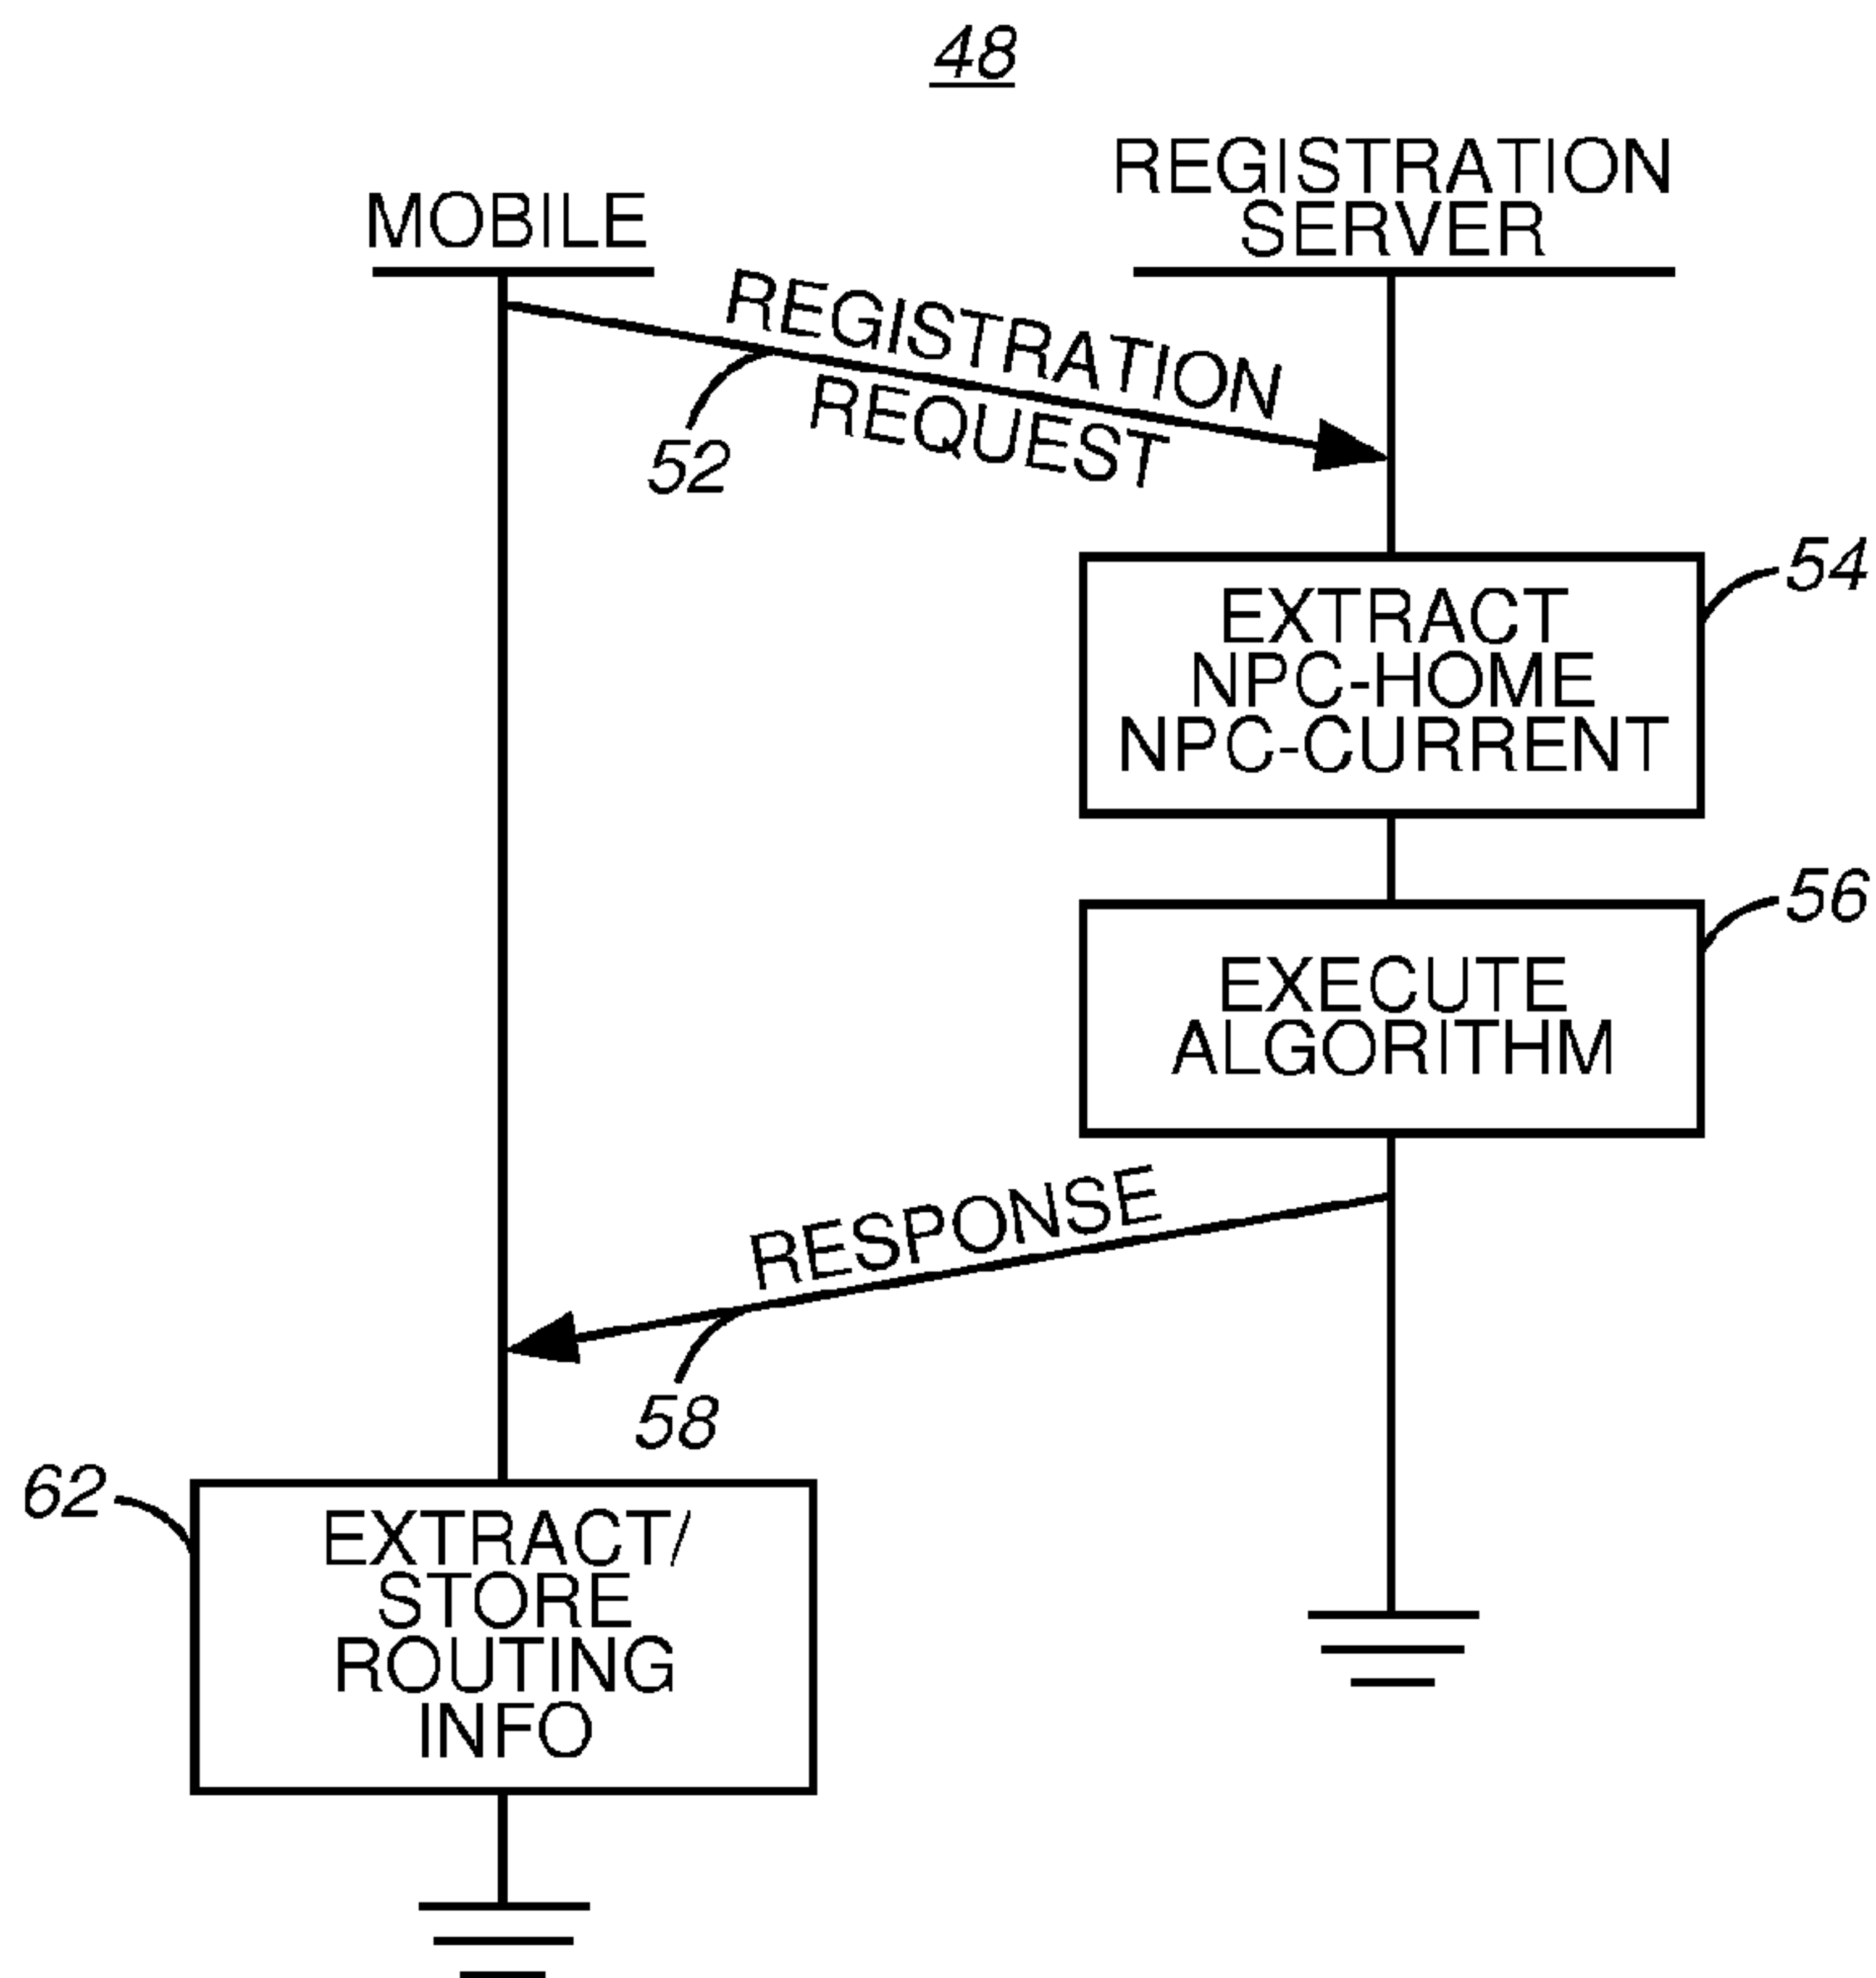 48
MOBILE
REGISTRATION
SERVER
REGISTRATION
REQUEST
52
54
EXTRACT
NPC-HOME
NPC-CURRENT
56
EXECUTE
ALGORITHM
RESPONSE
58
62
EXTRACT/
STORE
ROUTING
INFO